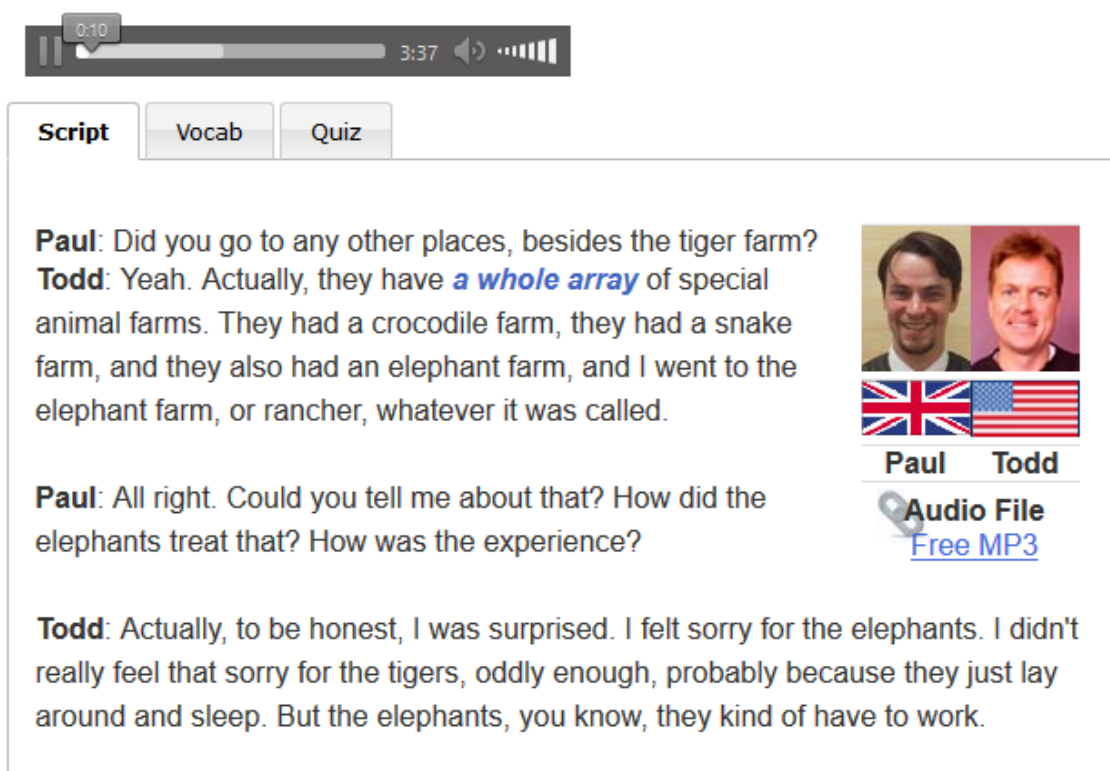 0:10
3:37
Script Vocab Quiz
Paul: Did you go to any other places, besides the tiger farm?
Todd: Yeah. Actually, they have a whole array of special
animal farms. They had a crocodile farm, they had a snake
farm, and they also had an elephant farm, and I went to the
elephant farm, or rancher, whatever it was called.
Paul: All right. Could you tell me about that? How did the
elephants treat that? How was the experience?
Todd: Actually, to be honest, I was surprised. I felt sorry for the elephants. I didn't
really feel that sorry for the tigers, oddly enough, probably because they just lay
around and sleep. But the elephants, you know, they kind of have to work.
Paul Todd
Audio File
Free MP3